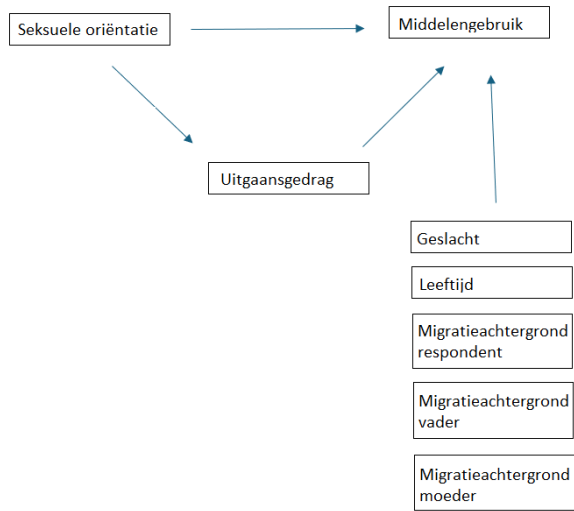 Seksuele oriëntatie
Middelengebruik
Uitgaansgedrag
Geslacht
Leeftijd
Migratieachtergrond
respondent
Migratieachtergrond
vader
Migratieachtergrond
moeder